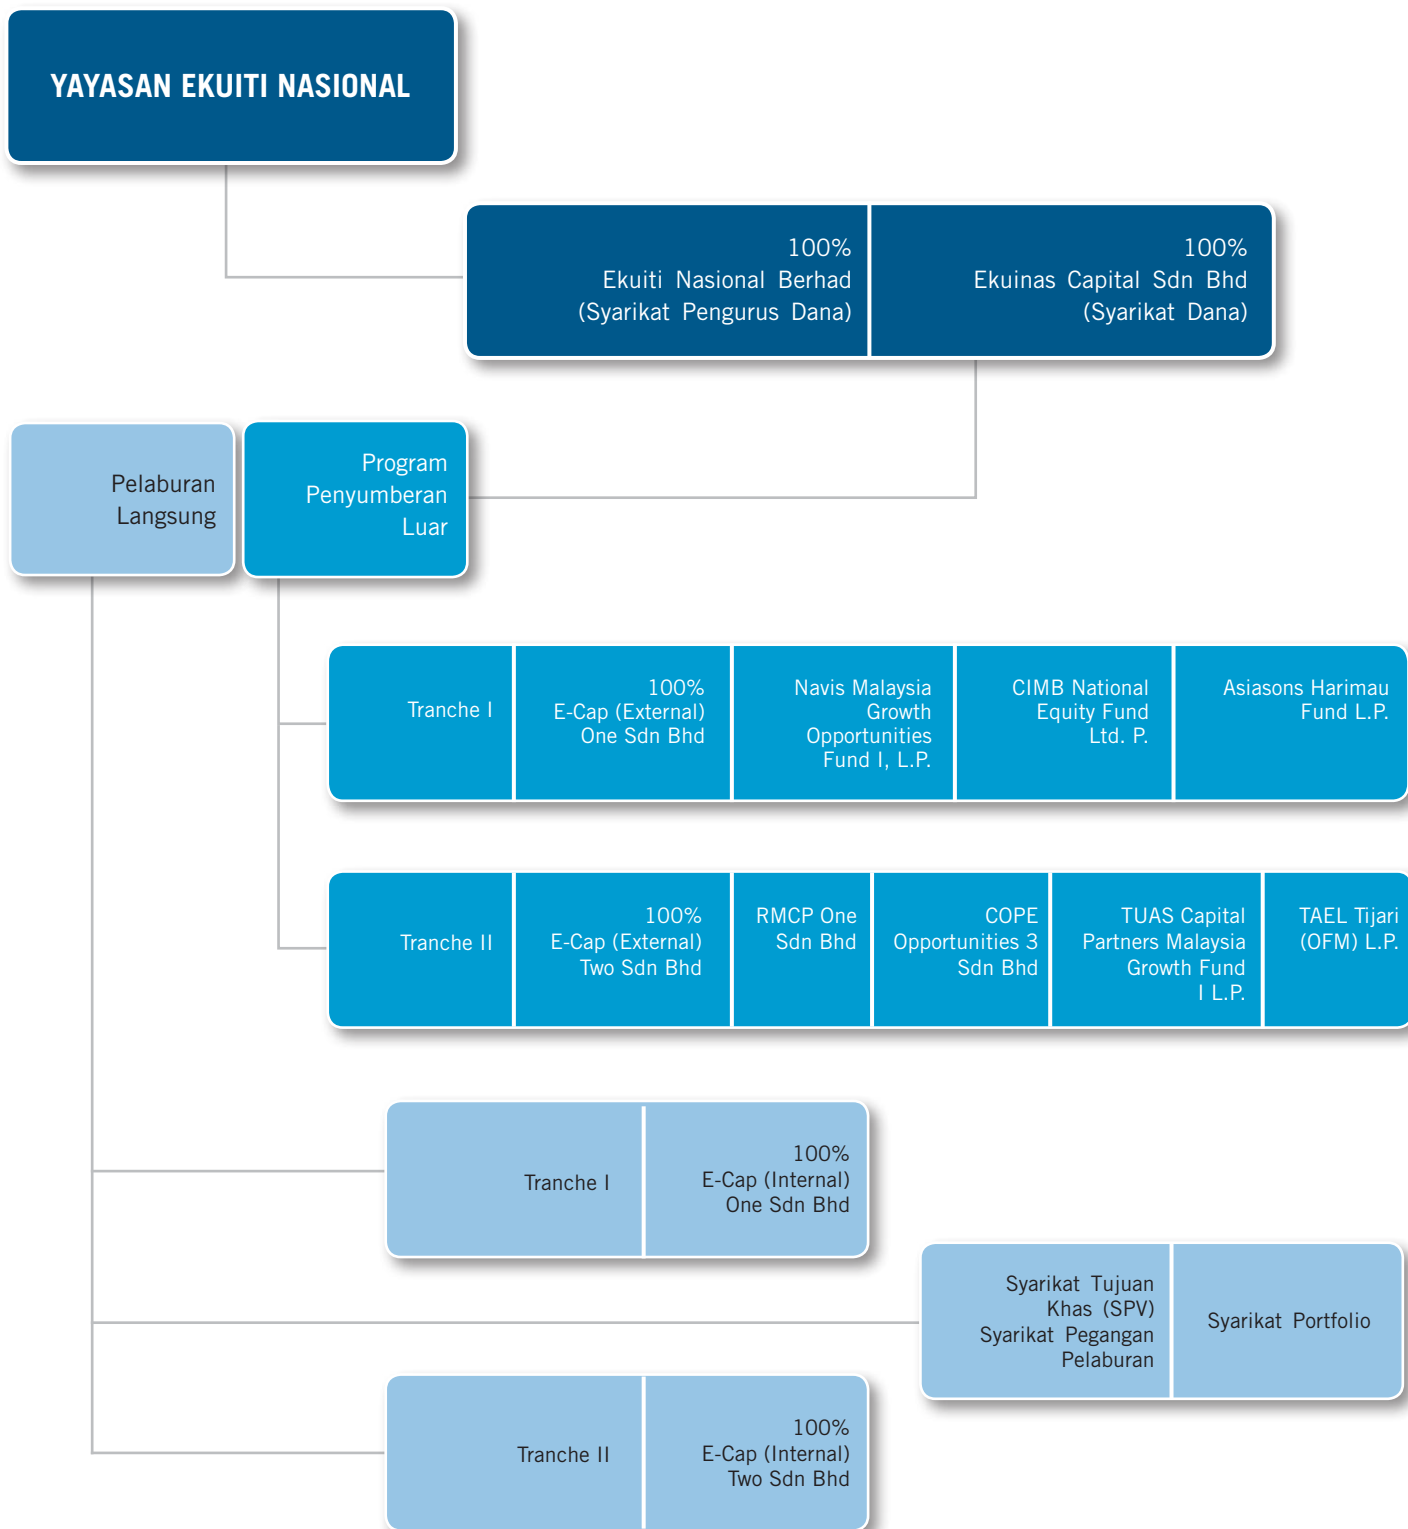 YAYASAN EKUITI NASIONAL
100%
Ekuiti Nasional Berhad
(Syarikat Pengurus Dana)
100%
Ekuinas Capital Sdn Bhd
(Syarikat Dana)
Pelaburan
Langsung
Program
Penyumberan
Luar
Tranche I
100%
E-Cap (External)
One Sdn Bhd
Navis Malaysia
Growth
Opportunities
Fund I, L.P.
CIMB National
Equity Fund
Ltd. P.
Asiasons Harimau
Fund L.P.
Tranche II
100%
E-Cap (External)
Two Sdn Bhd
RMCP One
Sdn Bhd
COPE
Opportunities 3
Sdn Bhd
TUAS Capital
Partners Malaysia
Growth Fund
I L.P.
TAEL Tijari
(OFM) L.P.
Tranche I
100%
E-Cap (Internal)
One Sdn Bhd
Syarikat Tujuan
Khas (SPV)
Syarikat Pegangan
Pelaburan
Syarikat Portfolio
Tranche II
100%
E-Cap (Internal)
Two Sdn Bhd